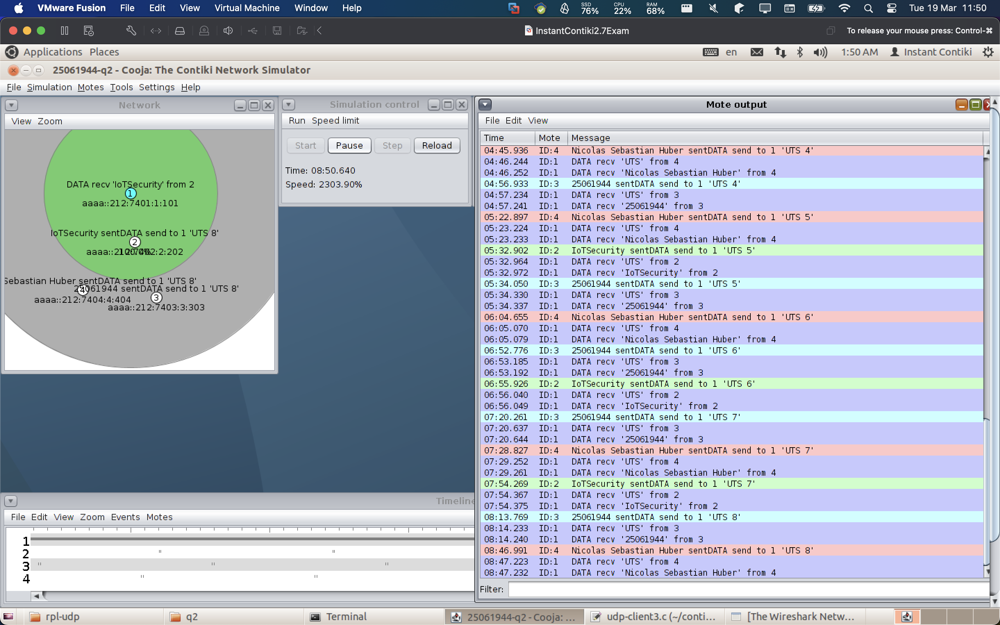 VMware Fusion File Edit View Virtual Machine Window Help SSD 76% CPU 22% RAM 68% Tue 19 Mar 11:50
InstantContiki2.7Exam To release your mouse press: Control-⌘
Applications Places en 1:50 AM Instant Contiki
25061944-q2 - Cooja: The Contiki Network Simulator
File Simulation Motes Tools Settings Help
Network
View Zoom
DATA recv 'IoTSecurity' from 2
1
aaaa::212:7401:1:101
IoTSecurity sentDATA send to 1 'UTS 8'
2
Sebastian Huber sentDATA send to 1 'UTS 8'
25061944 sentDATA send to 1 'UTS 8'
4
aaaa::212:7404:4:404
3
aaaa::212:7403:3:303
Simulation control
Run Speed limit
Start Pause Step Reload
Time: 08:50.640
Speed: 2303.90%
Mote output
File Edit View
Time Mote Message
04:45.936 ID:4 Nicolas Sebastian Huber sentDATA send to 1 'UTS 4'
04:46.244 ID:1 DATA recv 'UTS' from 4
04:46.252 ID:1 DATA recv 'Nicolas Sebastian Huber' from 4
04:56.933 ID:3 25061944 sentDATA send to 1 'UTS 4'
04:57.234 ID:1 DATA recv 'UTS' from 3
04:57.241 ID:1 DATA recv '25061944' from 3
05:22.897 ID:4 Nicolas Sebastian Huber sentDATA send to 1 'UTS 5'
05:23.224 ID:1 DATA recv 'UTS' from 4
05:23.233 ID:1 DATA recv 'Nicolas Sebastian Huber' from 4
05:32.902 ID:2 IoTSecurity sentDATA send to 1 'UTS 5'
05:32.964 ID:1 DATA recv 'UTS' from 2
05:32.972 ID:1 DATA recv 'IoTSecurity' from 2
05:34.050 ID:3 25061944 sentDATA send to 1 'UTS 5'
05:34.330 ID:1 DATA recv 'UTS' from 3
05:34.337 ID:1 DATA recv '25061944' from 3
06:04.655 ID:4 Nicolas Sebastian Huber sentDATA send to 1 'UTS 6'
06:05.070 ID:1 DATA recv 'UTS' from 4
06:05.079 ID:1 DATA recv 'Nicolas Sebastian Huber' from 4
06:52.776 ID:3 25061944 sentDATA send to 1 'UTS 6'
06:53.185 ID:1 DATA recv 'UTS' from 3
06:53.192 ID:1 DATA recv '25061944' from 3
06:55.926 ID:2 IoTSecurity sentDATA send to 1 'UTS 6'
06:56.040 ID:1 DATA recv 'UTS' from 2
06:56.049 ID:1 DATA recv 'IoTSecurity' from 2
07:20.261 ID:3 25061944 sentDATA send to 1 'UTS 7'
07:20.637 ID:1 DATA recv 'UTS' from 3
07:20.644 ID:1 DATA recv '25061944' from 3
07:28.827 ID:4 Nicolas Sebastian Huber sentDATA send to 1 'UTS 7'
07:29.252 ID:1 DATA recv 'UTS' from 4
07:29.261 ID:1 DATA recv 'Nicolas Sebastian Huber' from 4
07:54.269 ID:2 IoTSecurity sentDATA send to 1 'UTS 7'
07:54.367 ID:1 DATA recv 'UTS' from 2
07:54.375 ID:1 DATA recv 'IoTSecurity' from 2
08:13.769 ID:3 25061944 sentDATA send to 1 'UTS 8'
08:14.233 ID:1 DATA recv 'UTS' from 3
08:14.240 ID:1 DATA recv '25061944' from 3
08:46.991 ID:4 Nicolas Sebastian Huber sentDATA send to 1 'UTS 8'
08:47.223 ID:1 DATA recv 'UTS' from 4
08:47.232 ID:1 DATA recv 'Nicolas Sebastian Huber' from 4
Filter:
Timeline
File Edit View Zoom Events Motes
1
2
3
4
rpl-udp q2 Terminal 25061944-q2 - Cooja: ... udp-client3.c (~/conti... [The Wireshark Netw...